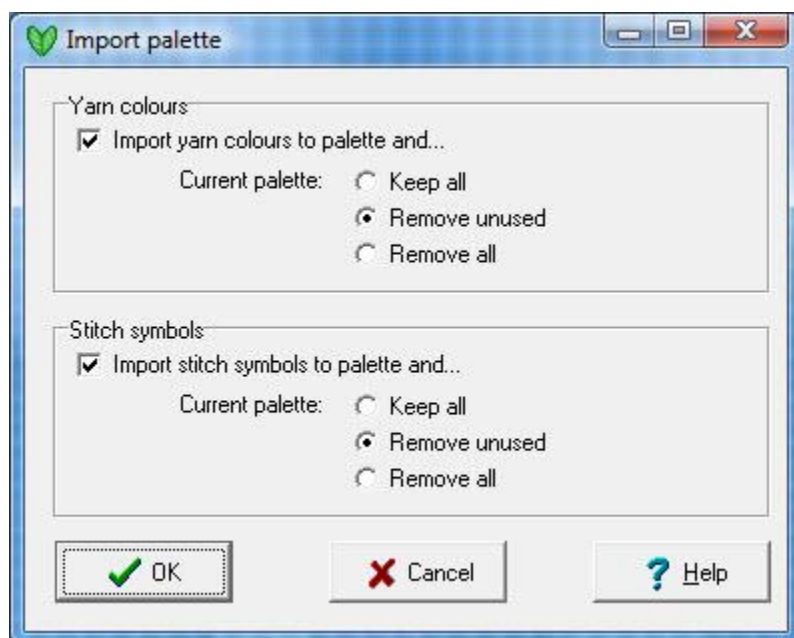 Import palette
Yarn colours
Import yarn colours to palette and...
Current palette: Keep all
Remove unused
Remove all
Stitch symbols
Import stitch symbols to palette and...
Current palette: Keep all
Remove unused
Remove all
OK Cancel Help